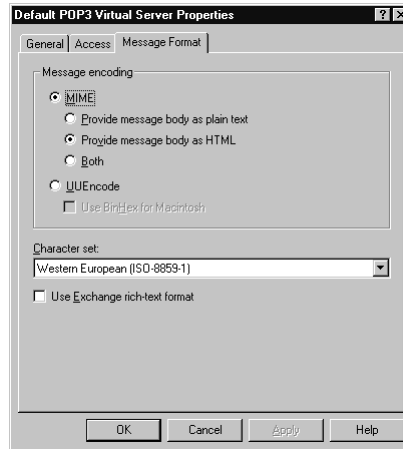 Default POP3 Virtual Server Properties
General Access Message Format
Message encoding
MIME
Provide message body as plain text
Provide message body as HTML
Both
UUEncode
Use BinHex for Macintosh
Character set:
Western European (ISO-8859-1)
Use Exchange rich-text format
OK Cancel Apply Help